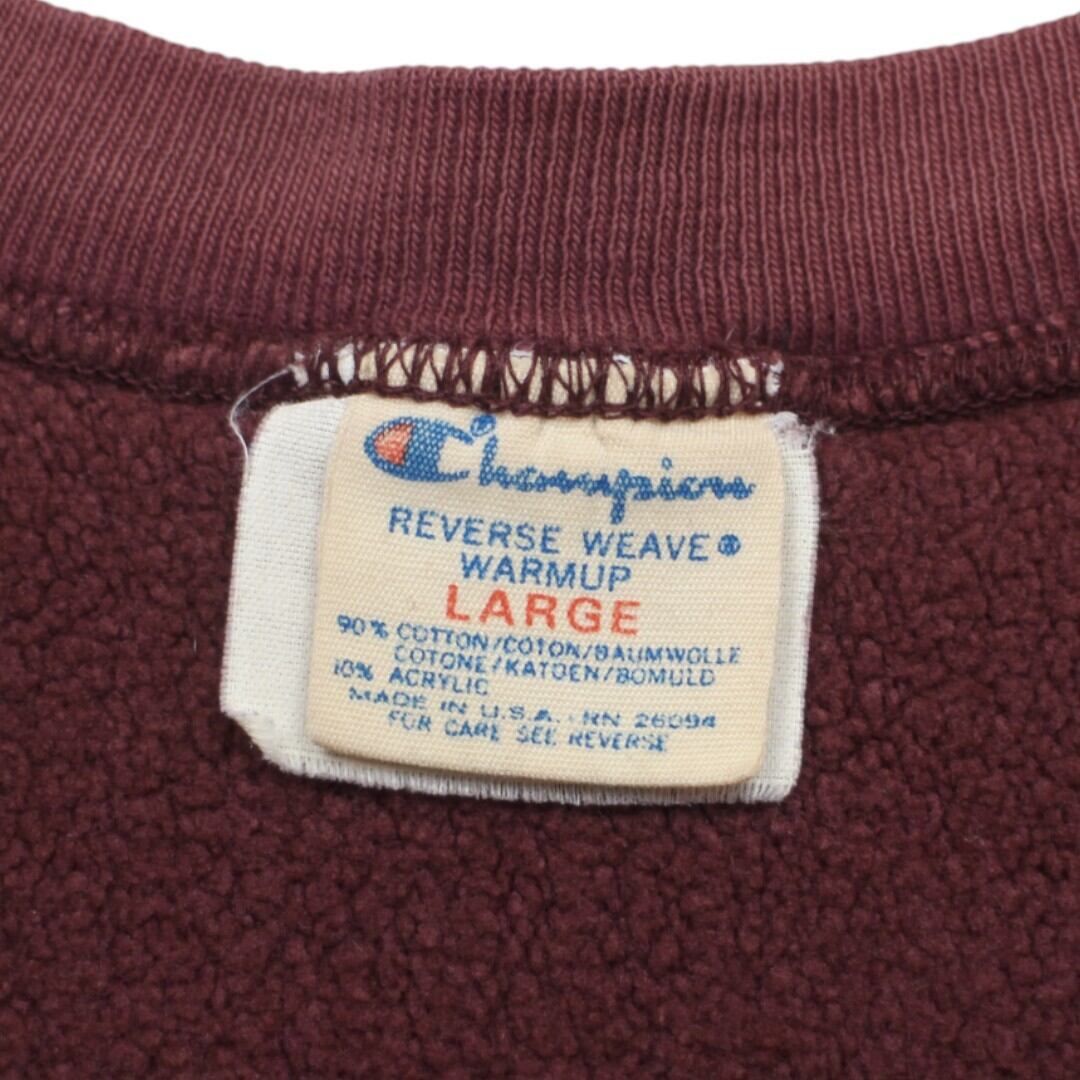 Champion®
REVERSE WEAVE®
WARMUP
LARGE
90% COTTON/COTON/BAUMWOLLE
COTONE/KATOEN/BOMULD
10% ACRYLIC
MADE IN U.S.A. RN 26094
FOR CARE SEE REVERSE